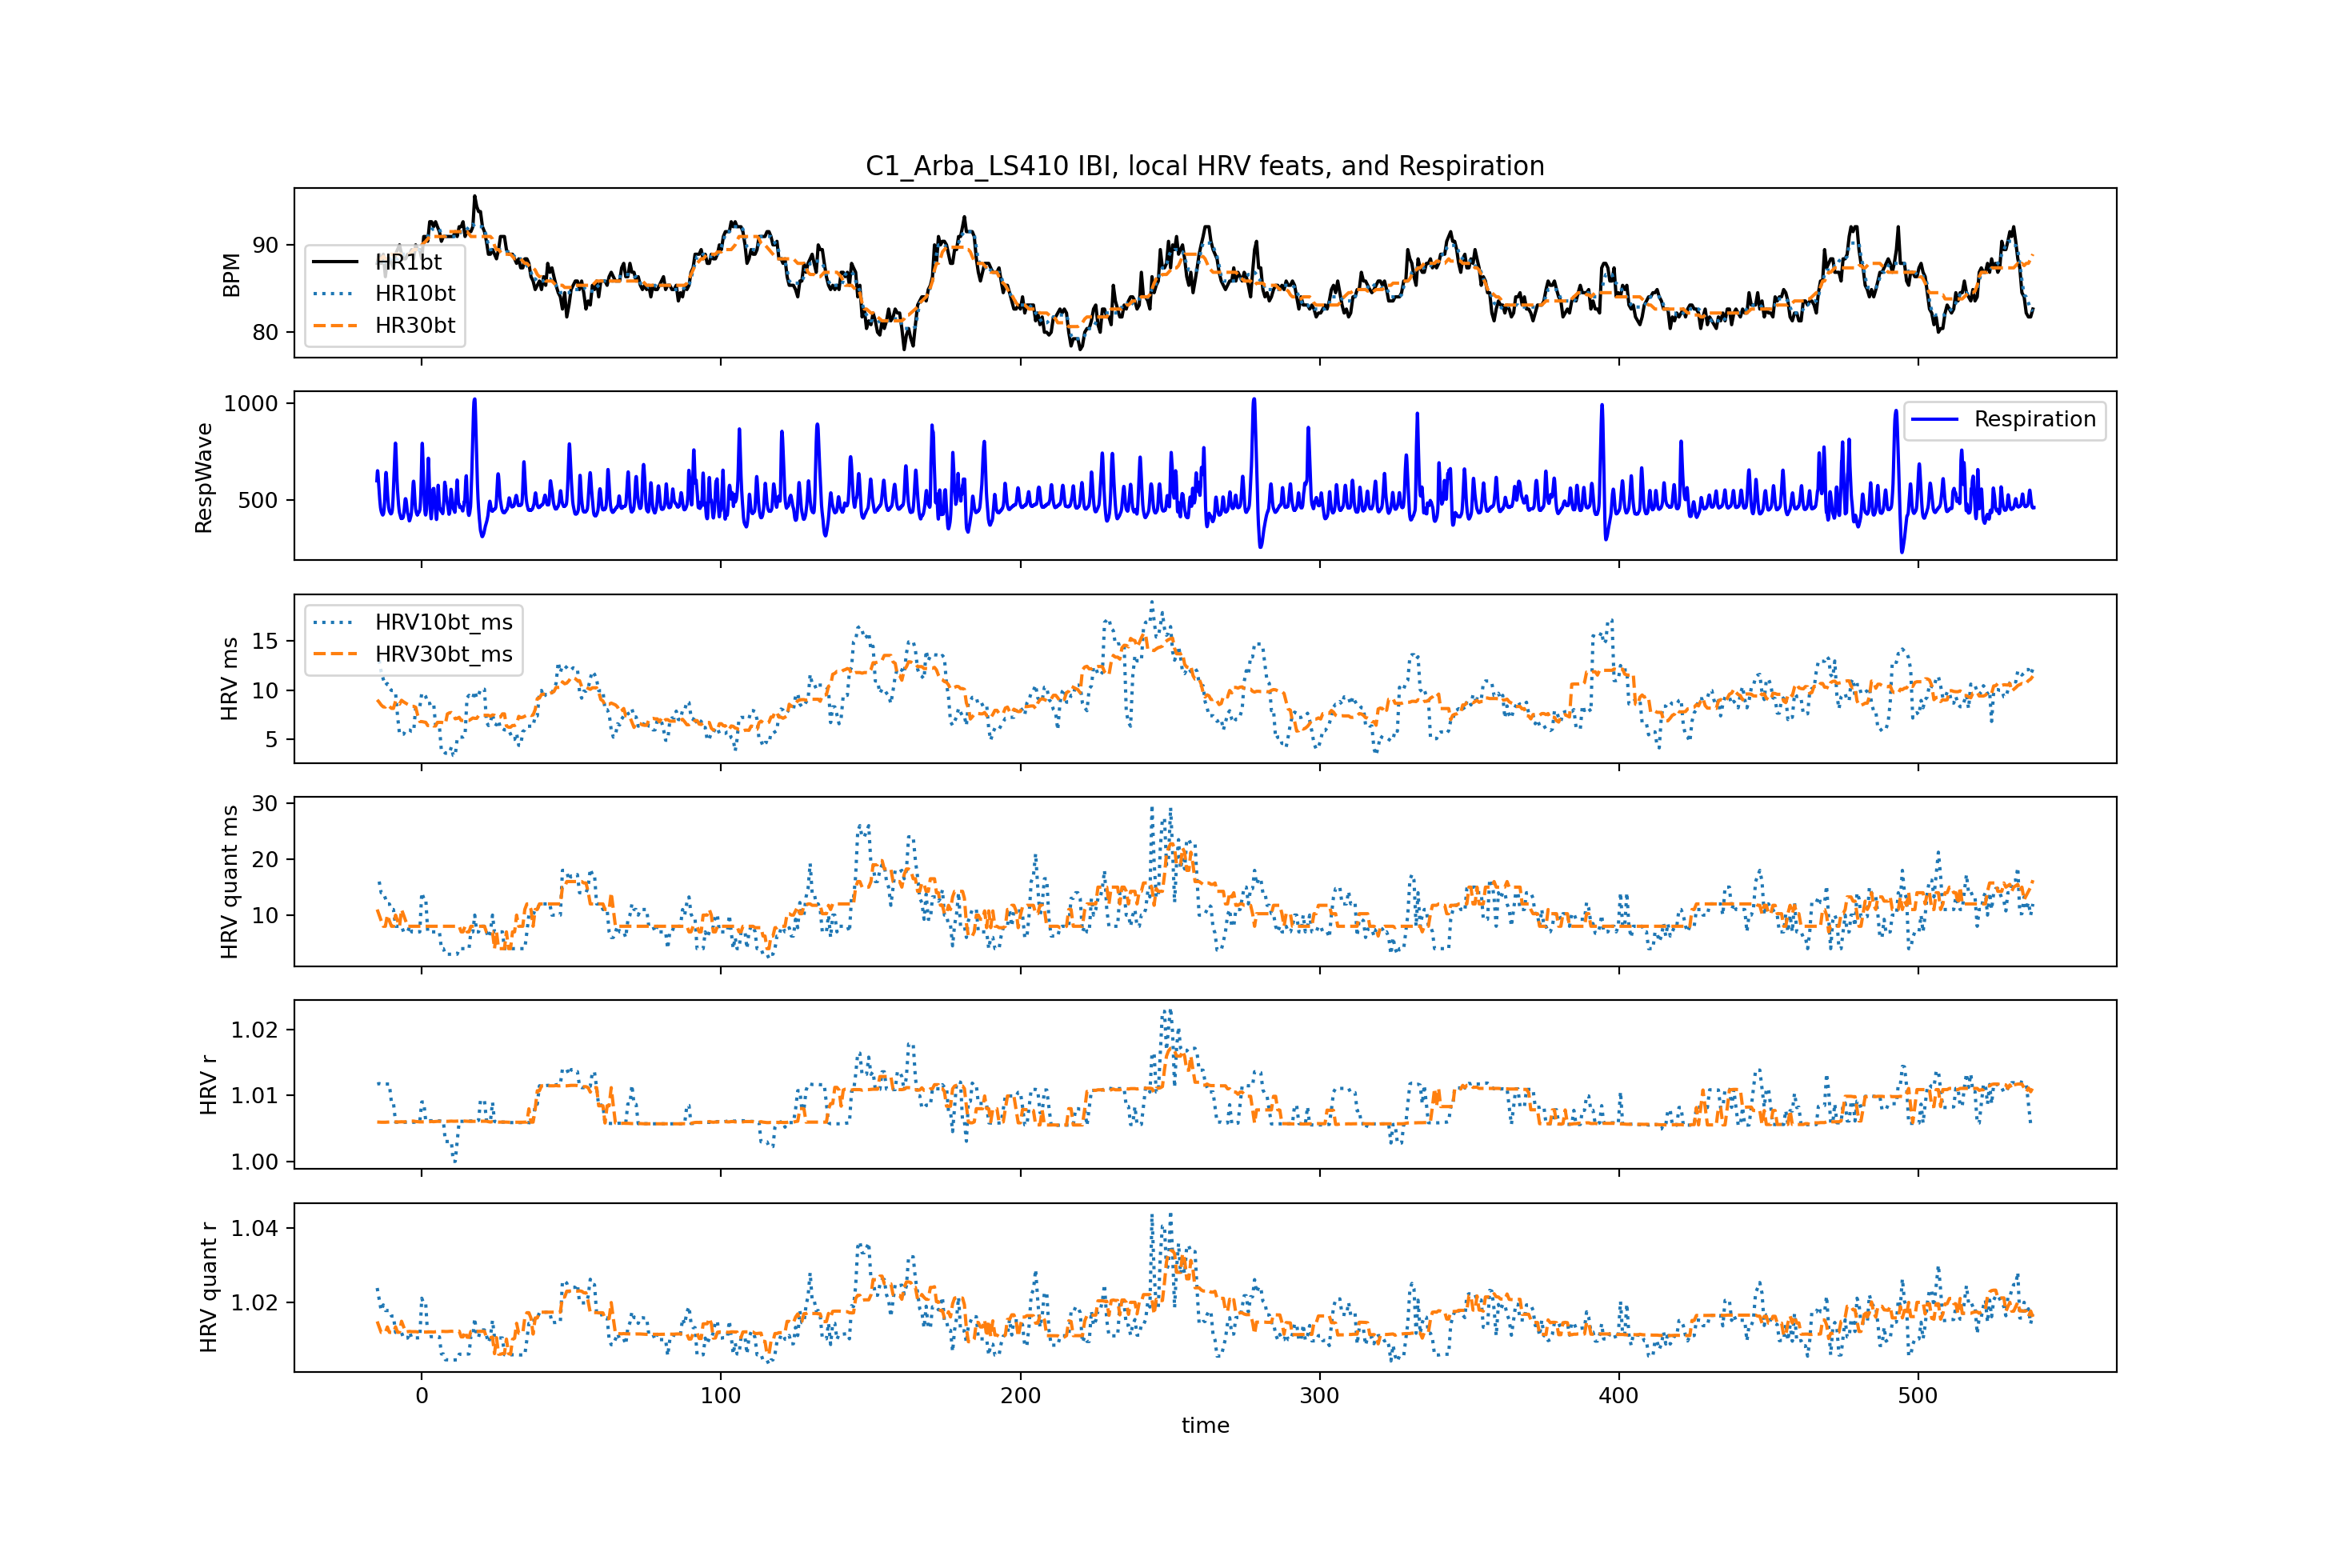 C1_Arba_LS410 IBI, local HRV feats, and Respiration
BPM
90
80
HR1bt
HR10bt
HR30bt
RespWave
1000
500
Respiration
HRV ms
15
10
5
HRV10bt_ms
HRV30bt_ms
HRV quant ms
30
20
10
HRV r
1.02
1.01
1.00
HRV quant r
1.04
1.02
0 100 200 300 400 500
time